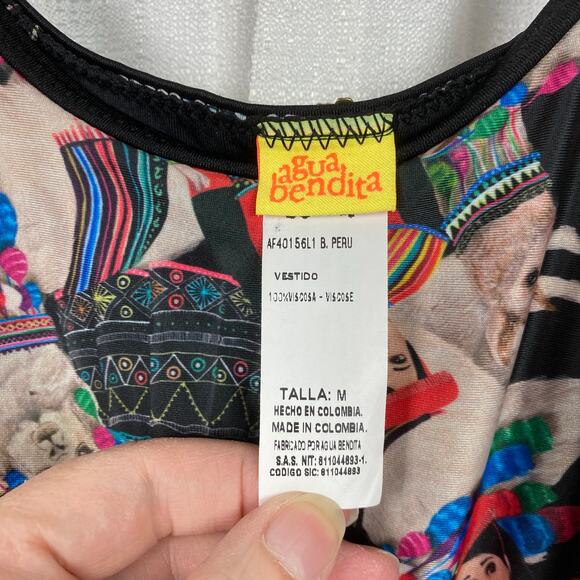 agua
bendita
AF40156L1 B. PERU
VESTIDO
100%VISCOSA - VISCOSE
TALLA: M
HECHO EN COLOMBIA.
MADE IN COLOMBIA.
FABRICADO POR AGUA BENDITA
S.A.S. NIT: 811044893-1.
CODIGO SIC: 811044893